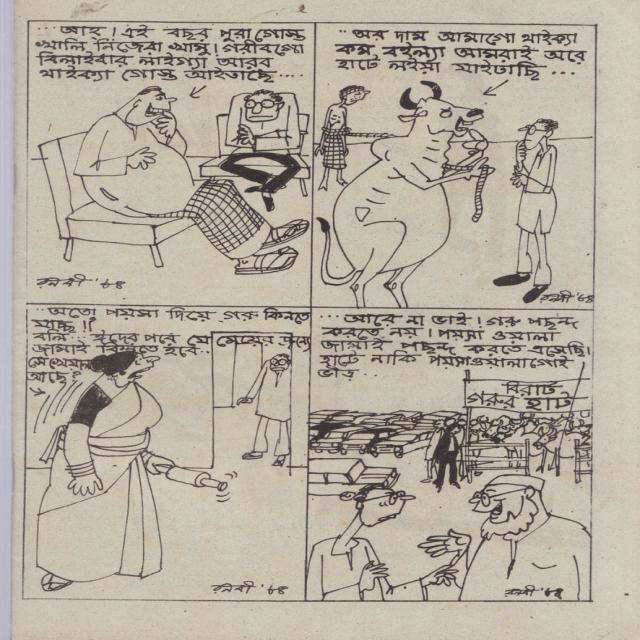 ...আহ! এই বছর পুরা গোস্ত
খালি নিজেরা খামু! গরীবগো
বিলাইবার লাইগ্যা আরব
থাইক্যা গোস্ত আইতাছে...
রনবী '৮৪
"অর দাম আমাগো থাইক্যা
কম বইল্যা আমরাই অরে
হাটে লইয়া যাইতাছি...
রনবী '৮৪
...অতো পয়সা দিয়ে গরু কিনতে
যাচ্ছ!!
বলি.. ঈদের পরে যে মেয়ের জন্যে
জামাই কিনতে হবে..
সে খেয়াল
আছে?
রনবী '৮৪
...আরে না ভাই! গরু পছন্দ
করতে নয়! পয়সা ওয়ালা
জামাই পছন্দ করতে এসেছি!
হাটে নাকি পয়সাওয়ালাগোই
ভীড়...
বিরাট
গরুর হাট
রনবী '৮৪